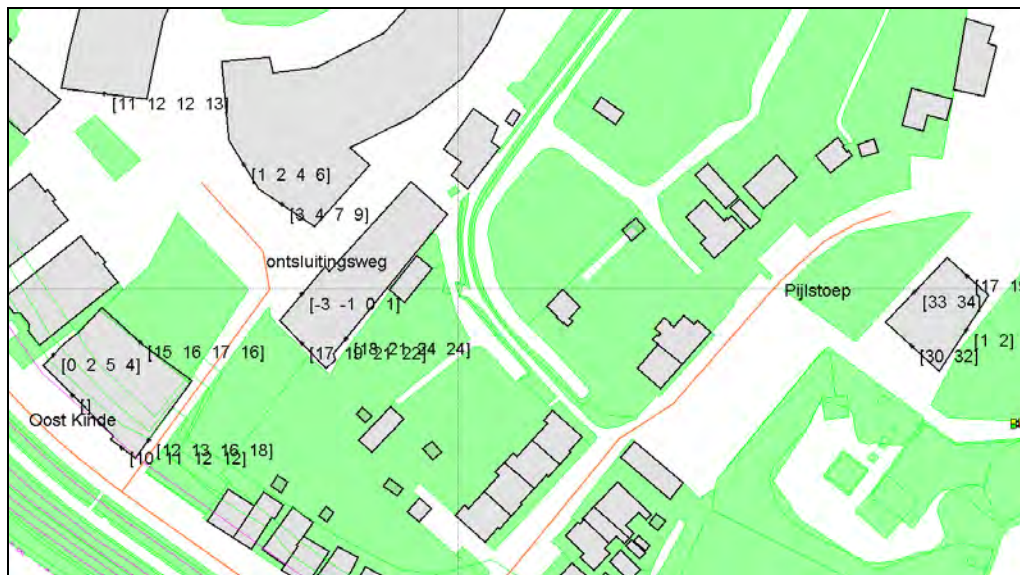 [11 12 12 13]
[1 2 4 6]
[3 4 7 9]
ontsluitingsweg
Pijlstoep
[-3 -1 0 1]
[33 34]
[17
[1 2]
[30 32]
[15 16 17 16]
[17 19 21 22]
[18 21 24 24]
[0 2 5 4]
[]
Oost Kinde
[12 13 16 18]
[10 11 12 12]